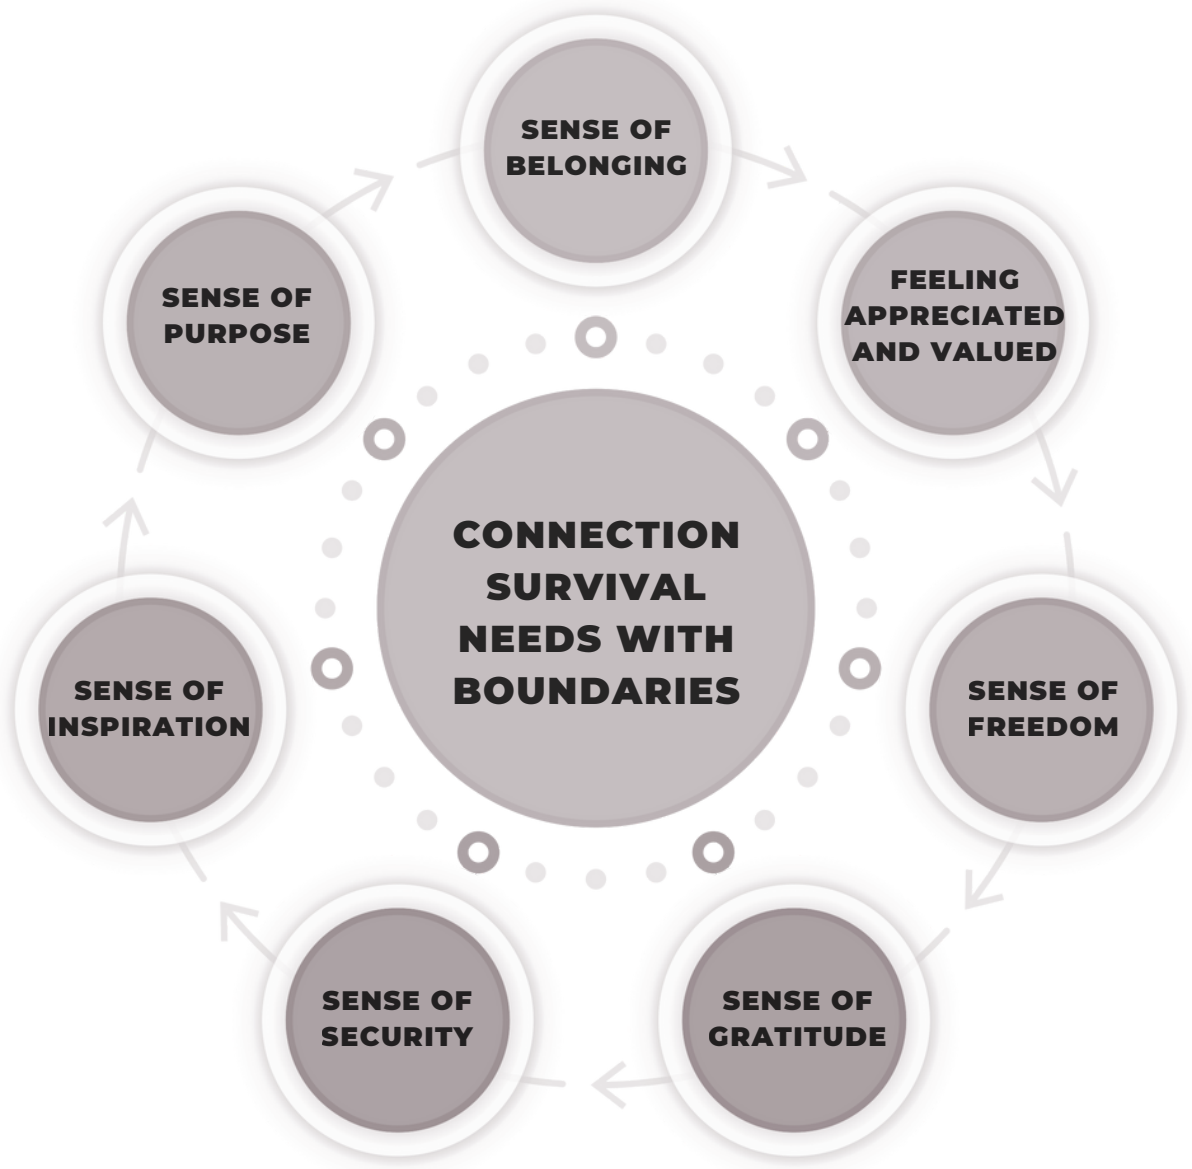 SENSE OF
BELONGING
FEELING
APPRECIATED
AND VALUED
SENSE OF
FREEDOM
SENSE OF
GRATITUDE
SENSE OF
SECURITY
SENSE OF
INSPIRATION
SENSE OF
PURPOSE
CONNECTION
SURVIVAL
NEEDS WITH
BOUNDARIES